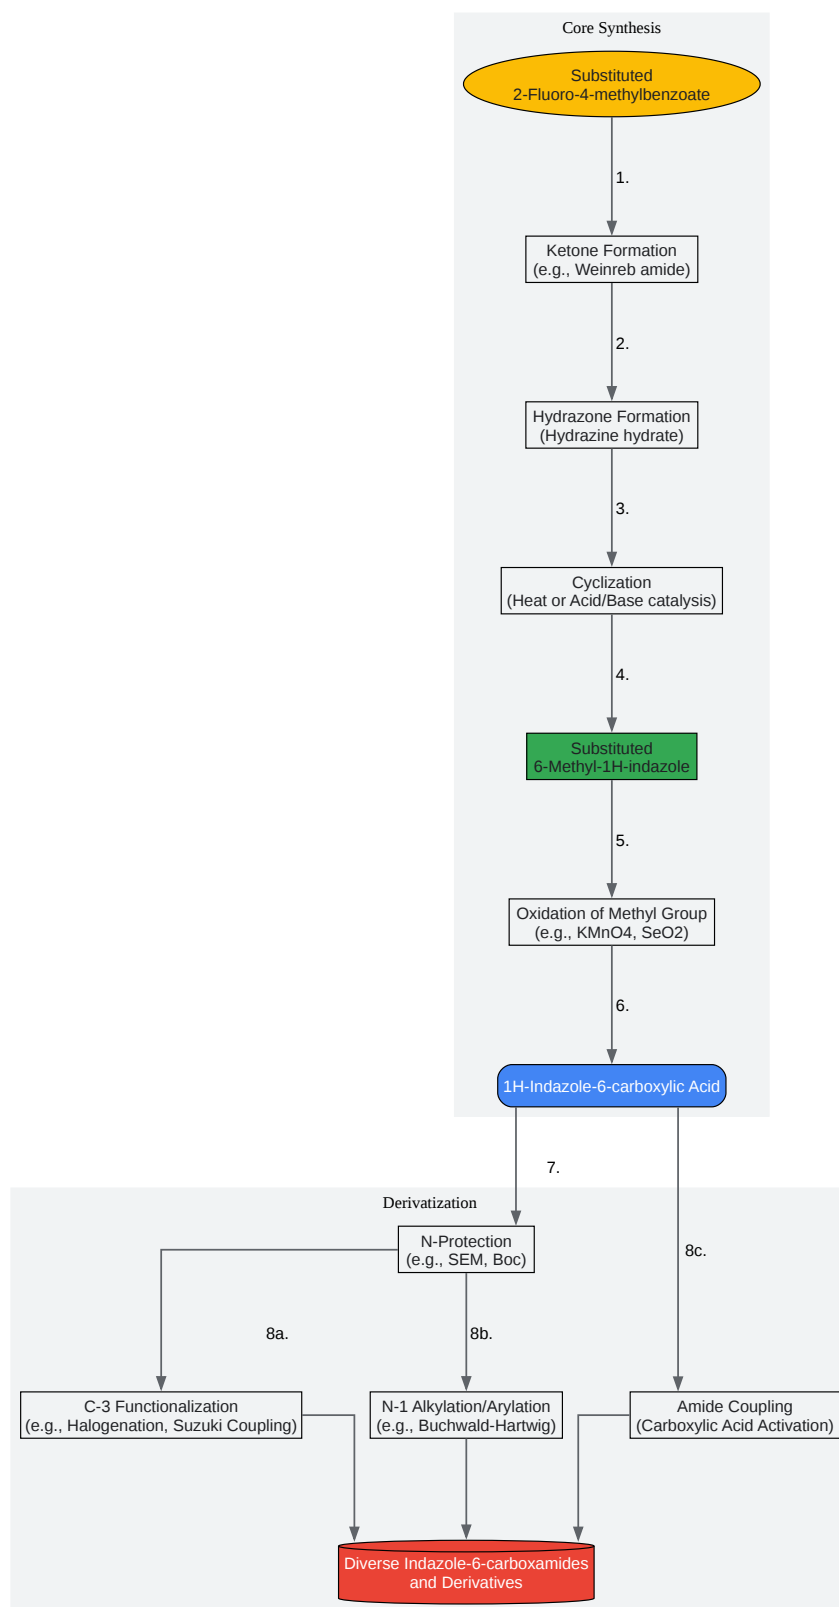 Core Synthesis
Substituted
2-Fluoro-4-methylbenzoate
1.
Ketone Formation
(e.g., Weinreb amide)
2.
Hydrazone Formation
(Hydrazine hydrate)
3.
Cyclization
(Heat or Acid/Base catalysis)
4.
Substituted
6-Methyl-1H-indazole
5.
Oxidation of Methyl Group
(e.g., KMnO4, SeO2)
6.
1H-Indazole-6-carboxylic Acid
7.
Derivatization
N-Protection
(e.g., SEM, Boc)
8c.
8a.
8b.
C-3 Functionalization
(e.g., Halogenation, Suzuki Coupling)
N-1 Alkylation/Arylation
(e.g., Buchwald-Hartwig)
Amide Coupling
(Carboxylic Acid Activation)
Diverse Indazole-6-carboxamides
and Derivatives